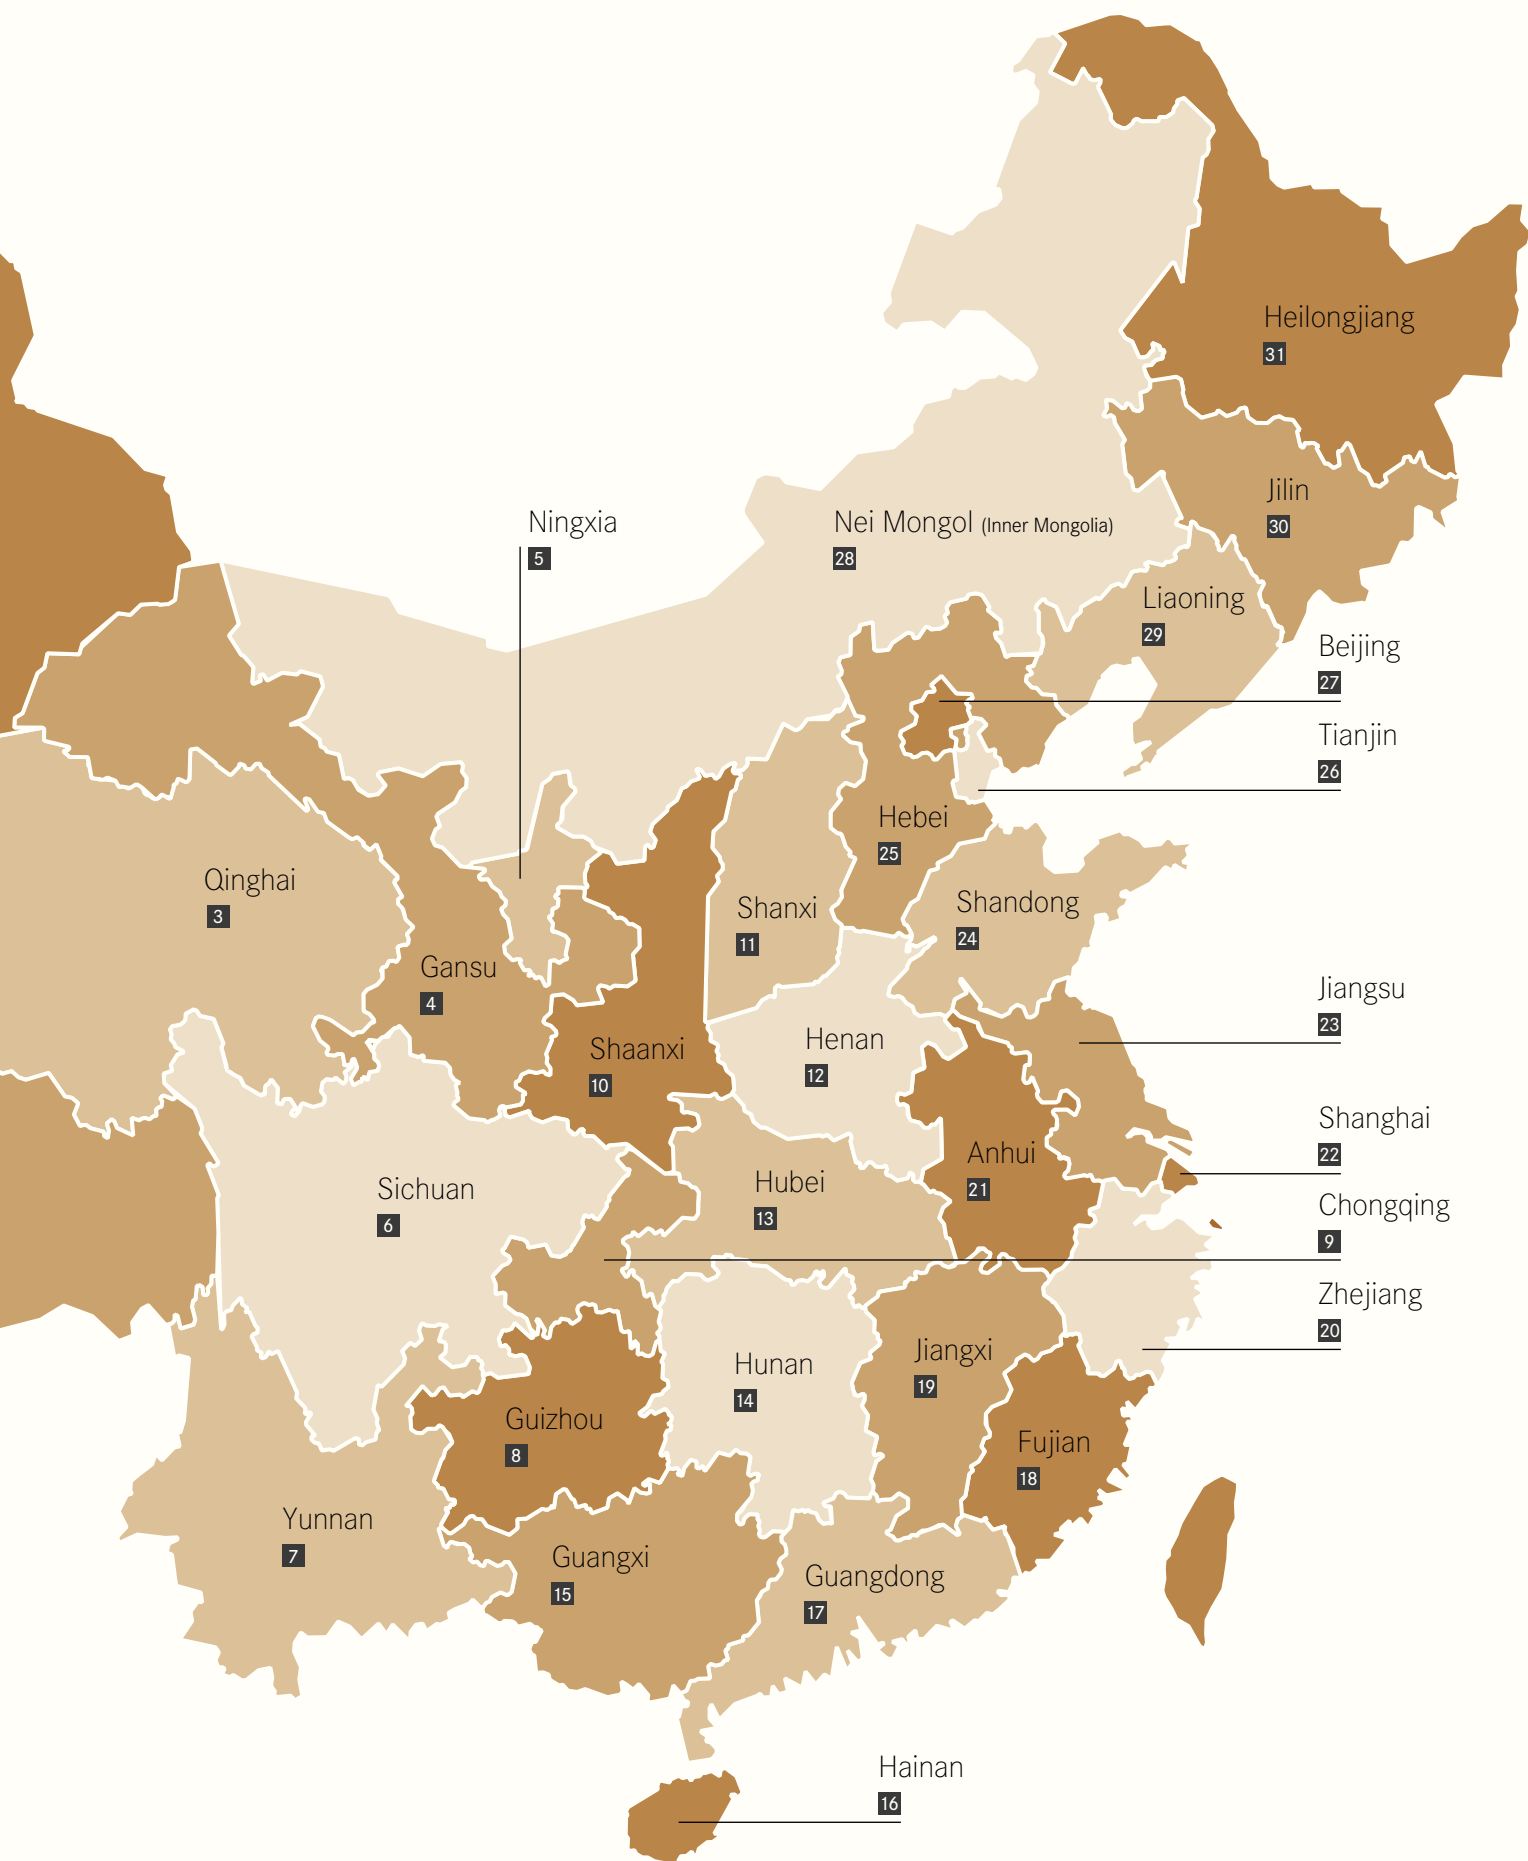 Heilongjiang
31
Jilin
30
Ningxia
5
Nei Mongol (Inner Mongolia)
28
Liaoning
29
Beijing
27
Tianjin
26
Hebei
25
Qinghai
3
Shanxi
11
Shandong
24
Gansu
4
Jiangsu
23
Shaanxi
10
Henan
12
Shanghai
22
Anhui
21
Sichuan
6
Hubei
13
Chongqing
9
Zhejiang
20
Jiangxi
19
Hunan
14
Guizhou
8
Fujian
18
Yunnan
7
Guangxi
15
Guangdong
17
Hainan
16